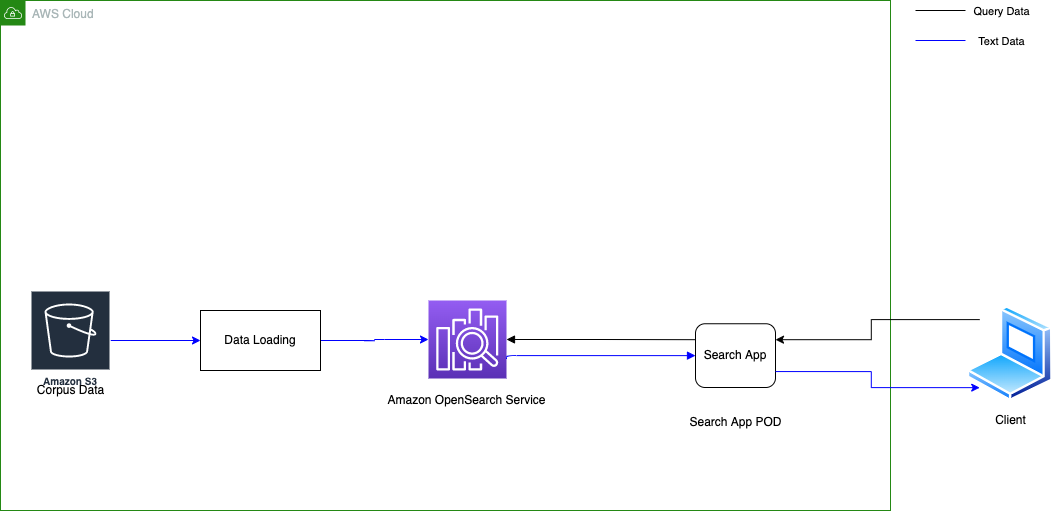 AWS Cloud
Query Data
Text Data
Amazon S3
Corpus Data
Data Loading
Amazon OpenSearch Service
Search App
Search App POD
Client